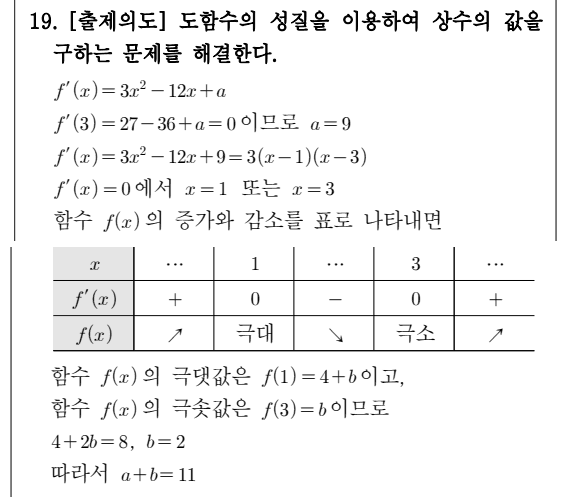 19. [출제의도] 도함수의 성질을 이용하여 상수의 값을
구하는 문제를 해결한다.
f′(x)=3x²−12x+a
f′(3)=27−36+a=0이므로 a=9
f′(x)=3x²−12x+9=3(x−1)(x−3)
f′(x)=0에서 x=1 또는 x=3
함수 f(x)의 증가와 감소를 표로 나타내면
x ⋯ 1 ⋯ 3 ⋯
f′(x) + 0 − 0 +
f(x) ↗ 극대 ↘ 극소 ↗
함수 f(x)의 극댓값은 f(1)=4+b이고,
함수 f(x)의 극솟값은 f(3)=b이므로
4+2b=8, b=2
따라서 a+b=11